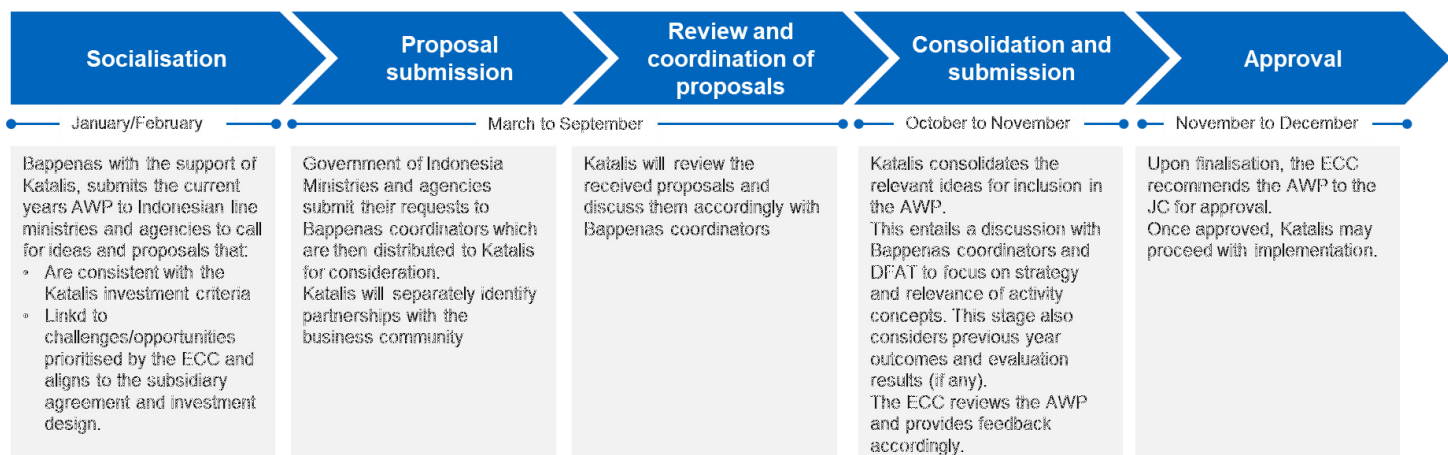 Socialisation
Proposal
submission
Review and
coordination of
proposals
Consolidation and
submission
Approval
January/February
March to September
October to November
November to December
Bappenas with the support of
Katalis, submits the current
years AWP to Indonesian line
ministries and agencies to call
for ideas and proposals that:
• Are consistent with the
Katalis investment criteria
• Linkd to
challenges/opportunities
prioritised by the ECC and
aligns to the subsidiary
agreement and investment
design.
Government of Indonesia
Ministries and agencies
submit their requests to
Bappenas coordinators which
are then distributed to Katalis
for consideration.
Katalis will separately identify
partnerships with the
business community
Katalis will review the
received proposals and
discuss them accordingly with
Bappenas coordinators
Katalis consolidates the
relevant ideas for inclusion in
the AWP.
This entails a discussion with
Bappenas coordinators and
DFAT to focus on strategy
and relevance of activity
concepts. This stage also
considers previous year
outcomes and evaluation
results (if any).
The ECC reviews the AWP
and provides feedback
accordingly.
Upon finalisation, the ECC
recommends the AWP to the
JC for approval.
Once approved, Katalis may
proceed with implementation.